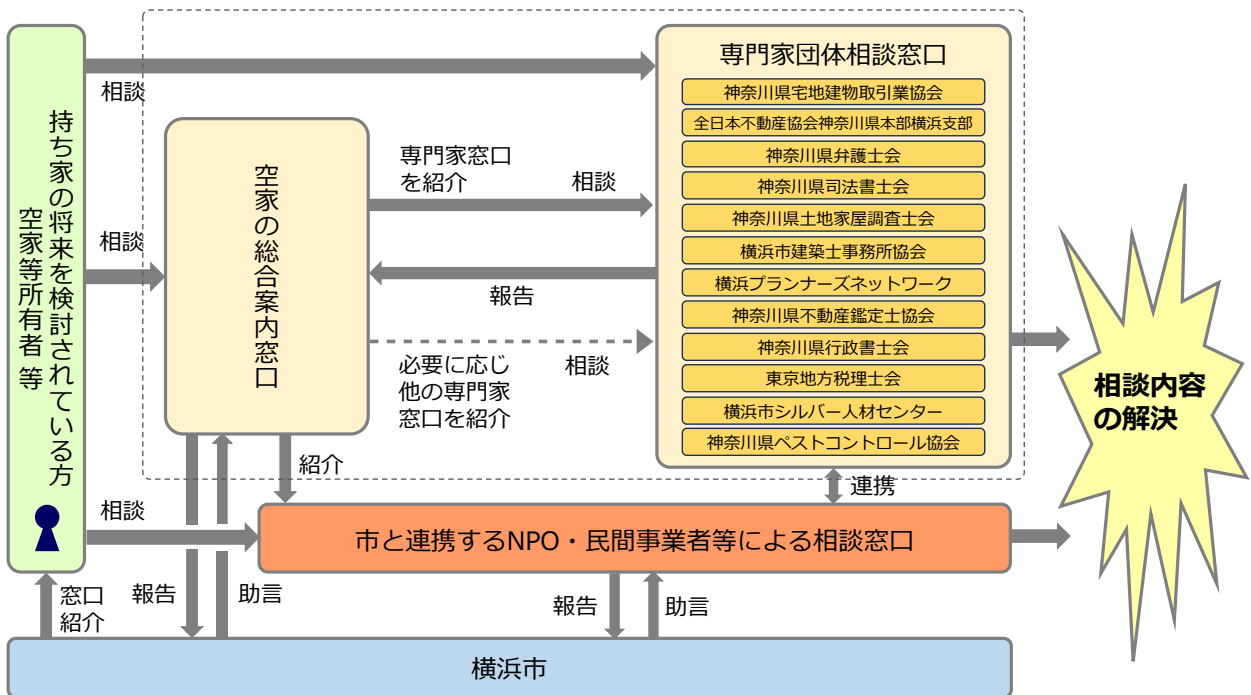 持ち家の将来を検討されている方
空家等所有者 等
相談
相談
相談
窓口
紹介
空家の総合案内窓口
専門家窓口
を紹介
相談
報告
必要に応じ
他の専門家
窓口を紹介
相談
専門家団体相談窓口
神奈川県宅地建物取引業協会
全日本不動産協会神奈川県本部横浜支部
神奈川県弁護士会
神奈川県司法書士会
神奈川県土地家屋調査士会
横浜市建築士事務所協会
横浜プランナーズネットワーク
神奈川県不動産鑑定士協会
神奈川県行政書士会
東京地方税理士会
横浜市シルバー人材センター
神奈川県ペストコントロール協会
紹介
連携
市と連携するNPO・民間事業者等による相談窓口
報告
助言
報告
助言
横浜市
相談内容
の解決